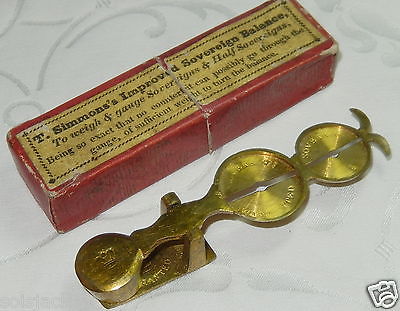 T. Simmons's Improved Sovereign Balance,
To weigh & gauge Sovereigns & Half Sovereigns,
Being so exact that no counterfeit can possibly go through the
gauge, of sufficient weight to turn the balance.